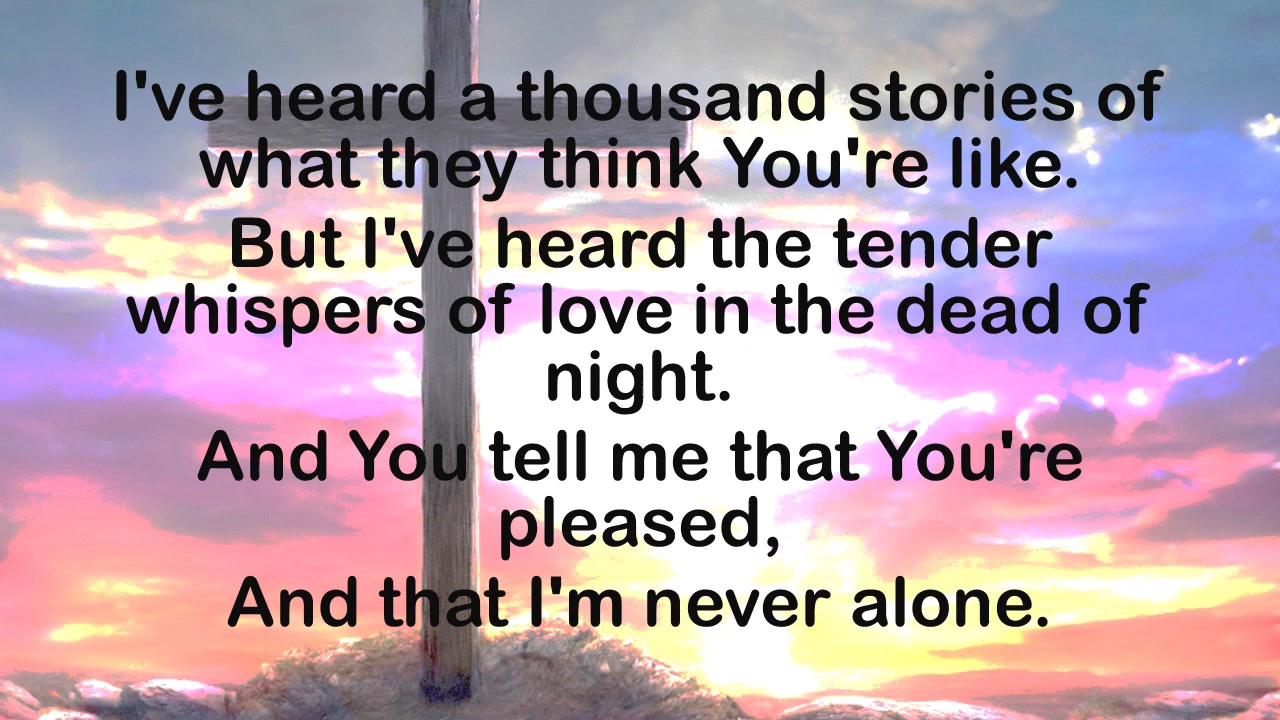 I've heard a thousand stories of
what they think You're like.
But I've heard the tender
whispers of love in the dead of
night.
And You tell me that You're
pleased,
And that I'm never alone.